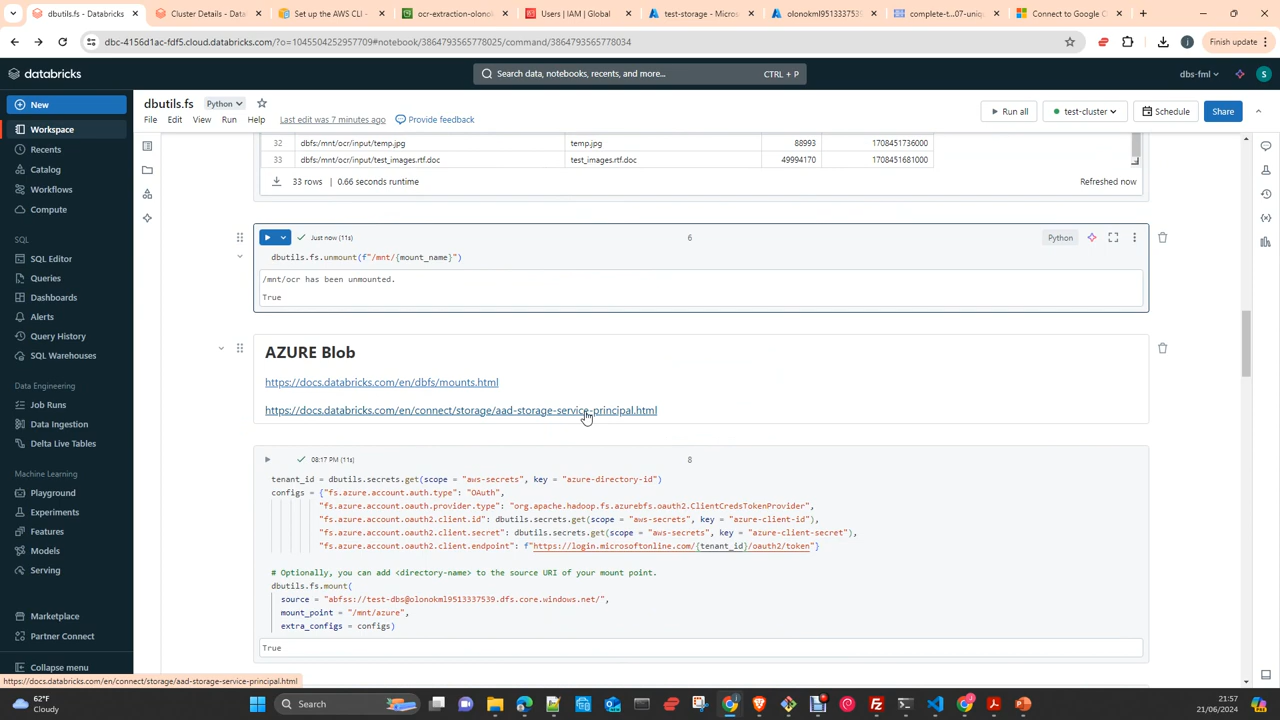 dbutils.fs - Databricks
Cluster Details - Databricks
Set up the AWS CLI -
ocr-extraction-olonok
Users | IAM | Global
test-storage - Micros
olonokml9513337539
complete-t...07-uniq
Connect to Google C
dbc-4156d1ac-fdf5.cloud.databricks.com/?o=1045504252957709#notebook/3864793565778025/command/3864793565778034
Finish update
databricks
Search data, notebooks, recents, and more...
CTRL + P
dbs-fml
S
New
Workspace
Recents
Catalog
Workflows
Compute
SQL
SQL Editor
Queries
Dashboards
Alerts
Query History
SQL Warehouses
Data Engineering
Job Runs
Data Ingestion
Delta Live Tables
Machine Learning
Playground
Experiments
Features
Models
Serving
Marketplace
Partner Connect
Collapse menu
dbutils.fs
Python
File
Edit
View
Run
Help
Last edit was 7 minutes ago
Provide feedback
Run all
test-cluster
Schedule
Share
32 dbfs:/mnt/ocr/input/temp.jpg temp.jpg 88993 1708451736000
33 dbfs:/mnt/ocr/input/test_images.rtf.doc test_images.rtf.doc 49994170 1708451681000
33 rows | 0.66 seconds runtime
Refreshed now
Just now (11s)
6
Python
dbutils.fs.unmount(f"/mnt/{mount_name}")
/mnt/ocr has been unmounted.
True
AZURE Blob
https://docs.databricks.com/en/dbfs/mounts.html
https://docs.databricks.com/en/connect/storage/aad-storage-service-principal.html
08:17 PM (11s)
8
tenant_id = dbutils.secrets.get(scope = "aws-secrets", key = "azure-directory-id")
configs = {"fs.azure.account.auth.type": "OAuth",
"fs.azure.account.oauth.provider.type": "org.apache.hadoop.fs.azurebfs.oauth2.ClientCredsTokenProvider",
"fs.azure.account.oauth2.client.id": dbutils.secrets.get(scope = "aws-secrets", key = "azure-client-id"),
"fs.azure.account.oauth2.client.secret": dbutils.secrets.get(scope = "aws-secrets", key = "azure-client-secret"),
"fs.azure.account.oauth2.client.endpoint": f"https://login.microsoftonline.com/{tenant_id}/oauth2/token"}
# Optionally, you can add <directory-name> to the source URI of your mount point.
dbutils.fs.mount(
source = "abfss://test-dbs@olonokml9513337539.dfs.core.windows.net/",
mount_point = "/mnt/azure",
extra_configs = configs)
True
https://docs.databricks.com/en/connect/storage/aad-storage-service-principal.html
62°F
Cloudy
Search
21:57
21/06/2024